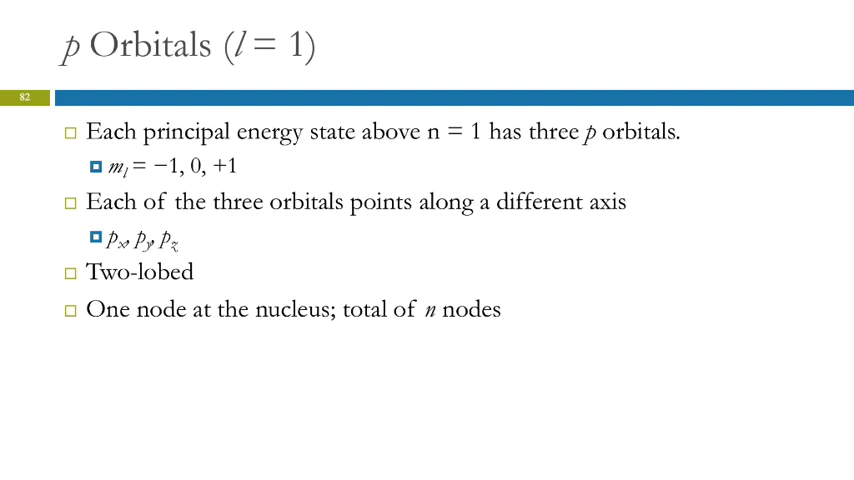 p Orbitals (l = 1)
82
Each principal energy state above n = 1 has three p orbitals.
ml = −1, 0, +1
Each of the three orbitals points along a different axis
px, py, pz
Two-lobed
One node at the nucleus; total of n nodes